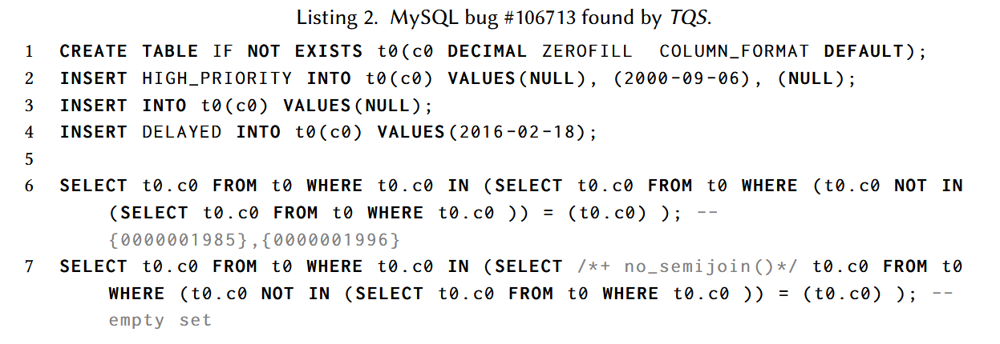 Listing 2. MySQL bug #106713 found by TQS.
1 CREATE TABLE IF NOT EXISTS t0(c0 DECIMAL ZEROFILL COLUMN_FORMAT DEFAULT);
2 INSERT HIGH_PRIORITY INTO t0(c0) VALUES(NULL), (2000-09-06), (NULL);
3 INSERT INTO t0(c0) VALUES(NULL);
4 INSERT DELAYED INTO t0(c0) VALUES(2016-02-18);
5
6 SELECT t0.c0 FROM t0 WHERE t0.c0 IN (SELECT t0.c0 FROM t0 WHERE (t0.c0 NOT IN
(SELECT t0.c0 FROM t0 WHERE t0.c0 )) = (t0.c0) ); --
{0000001985},{0000001996}
7 SELECT t0.c0 FROM t0 WHERE t0.c0 IN (SELECT /*+ no_semijoin()*/ t0.c0 FROM t0
WHERE (t0.c0 NOT IN (SELECT t0.c0 FROM t0 WHERE t0.c0 )) = (t0.c0) ); --
empty set